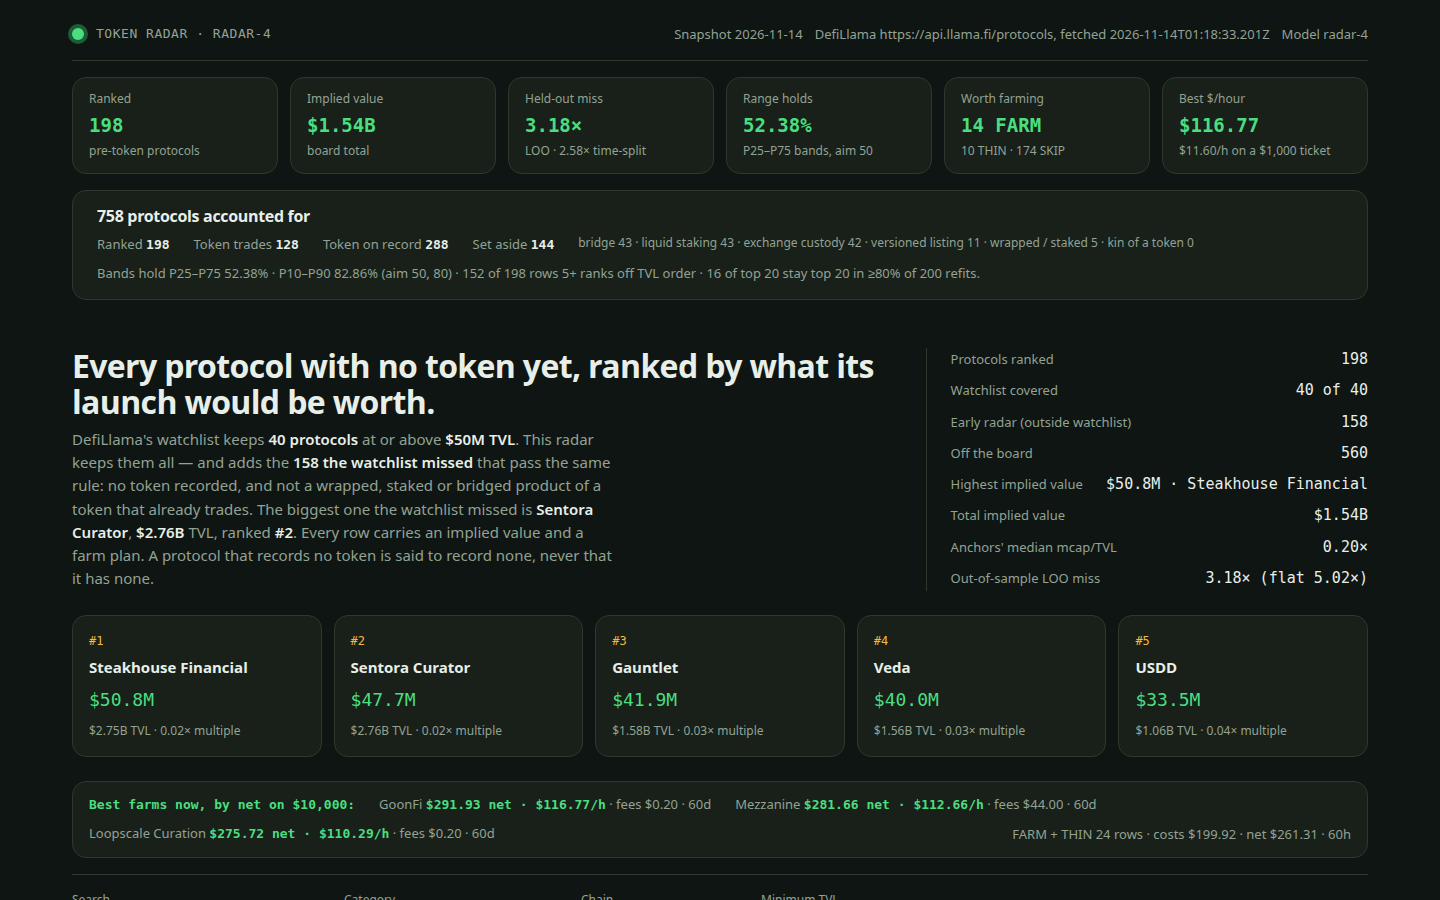 TOKEN RADAR · RADAR-4
Snapshot 2026-11-14 DefiLlama https://api.llama.fi/protocols, fetched 2026-11-14T01:18:33.201Z Model radar-4
Ranked
198
pre-token protocols
Implied value
$1.54B
board total
Held-out miss
3.18×
LOO · 2.58× time-split
Range holds
52.38%
P25–P75 bands, aim 50
Worth farming
14 FARM
10 THIN · 174 SKIP
Best $/hour
$116.77
$11.60/h on a $1,000 ticket
758 protocols accounted for
Ranked 198 Token trades 128 Token on record 288 Set aside 144 bridge 43 · liquid staking 43 · exchange custody 42 · versioned listing 11 · wrapped / staked 5 · kin of a token 0
Bands hold P25–P75 52.38% · P10–P90 82.86% (aim 50, 80) · 152 of 198 rows 5+ ranks off TVL order · 16 of top 20 stay top 20 in ≥80% of 200 refits.
Every protocol with no token yet, ranked by what its
launch would be worth.
DefiLlama's watchlist keeps 40 protocols at or above $50M TVL. This radar
keeps them all — and adds the 158 the watchlist missed that pass the same
rule: no token recorded, and not a wrapped, staked or bridged product of a
token that already trades. The biggest one the watchlist missed is Sentora
Curator, $2.76B TVL, ranked #2. Every row carries an implied value and a
farm plan. A protocol that records no token is said to record none, never that
it has none.
Protocols ranked 198
Watchlist covered 40 of 40
Early radar (outside watchlist) 158
Off the board 560
Highest implied value $50.8M · Steakhouse Financial
Total implied value $1.54B
Anchors' median mcap/TVL 0.20×
Out-of-sample LOO miss 3.18× (flat 5.02×)
#1
Steakhouse Financial
$50.8M
$2.75B TVL · 0.02× multiple
#2
Sentora Curator
$47.7M
$2.76B TVL · 0.02× multiple
#3
Gauntlet
$41.9M
$1.58B TVL · 0.03× multiple
#4
Veda
$40.0M
$1.56B TVL · 0.03× multiple
#5
USDD
$33.5M
$1.06B TVL · 0.04× multiple
Best farms now, by net on $10,000: GoonFi $291.93 net · $116.77/h · fees $0.20 · 60d Mezzanine $281.66 net · $112.66/h · fees $44.00 · 60d
Loopscale Curation $275.72 net · $110.29/h · fees $0.20 · 60d FARM + THIN 24 rows · costs $199.92 · net $261.31 · 60h
Search Category Chain Minimum TVL